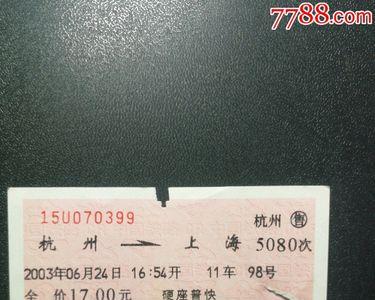 7788.com
15U070399
杭州 售
杭 州 → 上 海 5080次
2003年06月24日 16:54开 11车 98号
全 价17.00元 硬座普快